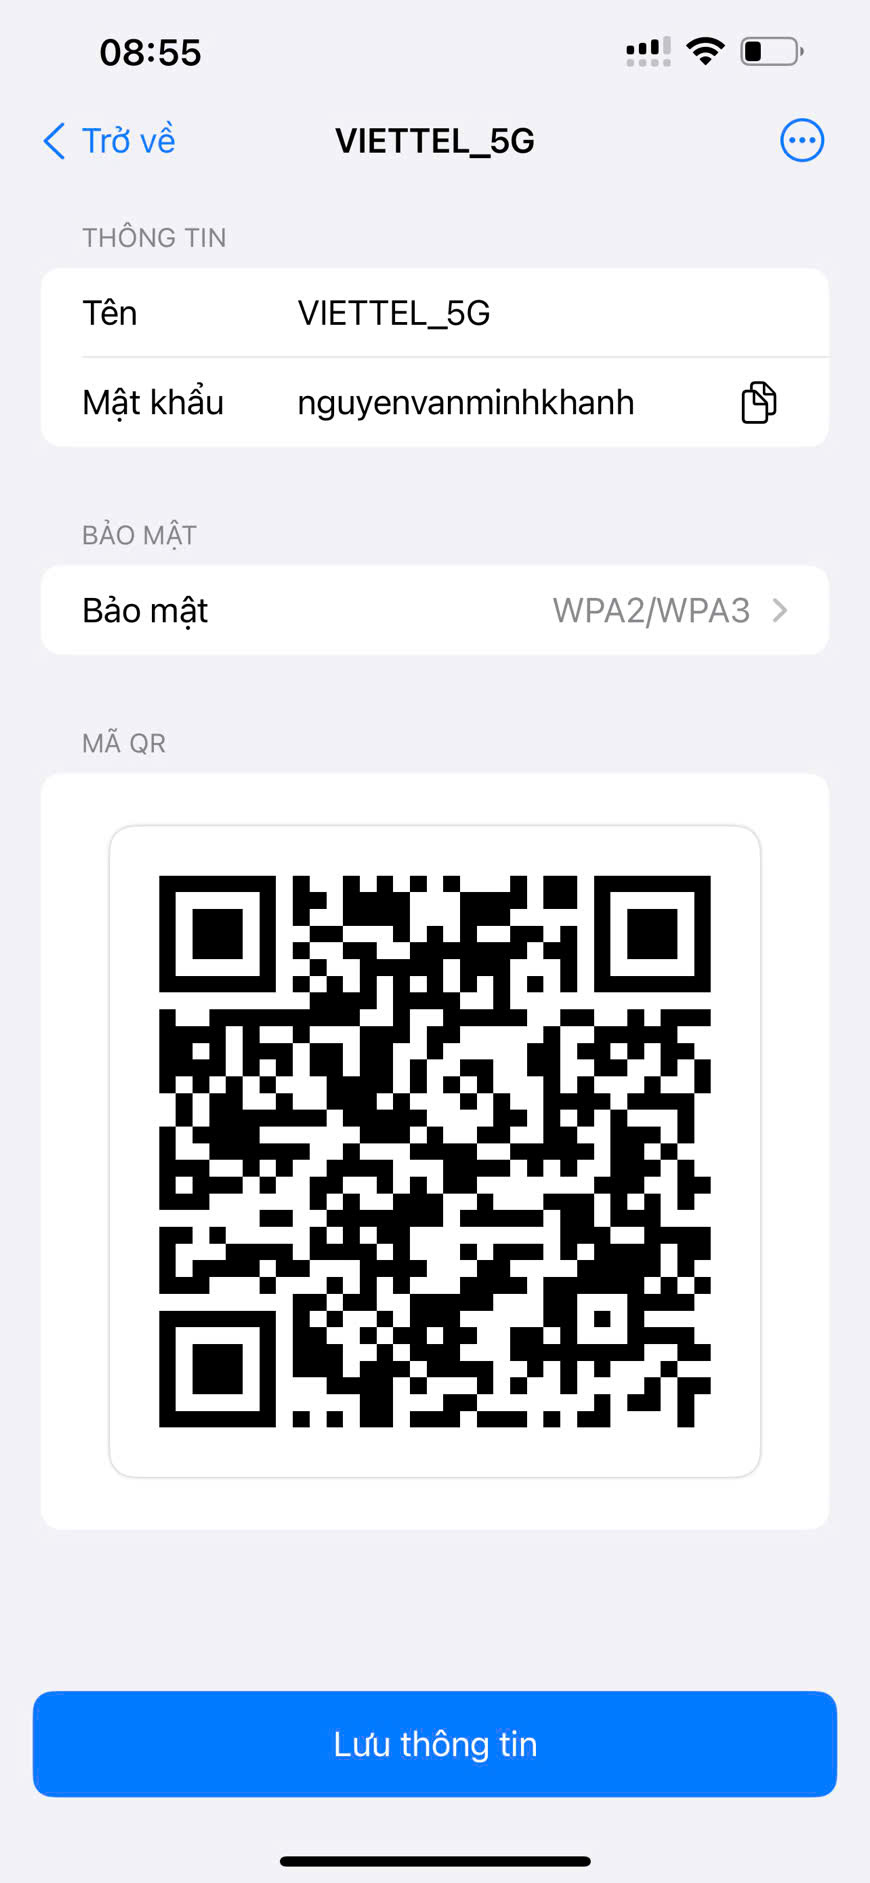 08:55
Trở về
VIETTEL_5G
THÔNG TIN
Tên VIETTEL_5G
Mật khẩu nguyenvanminhkhanh
BẢO MẬT
Bảo mật WPA2/WPA3
MÃ QR
Lưu thông tin